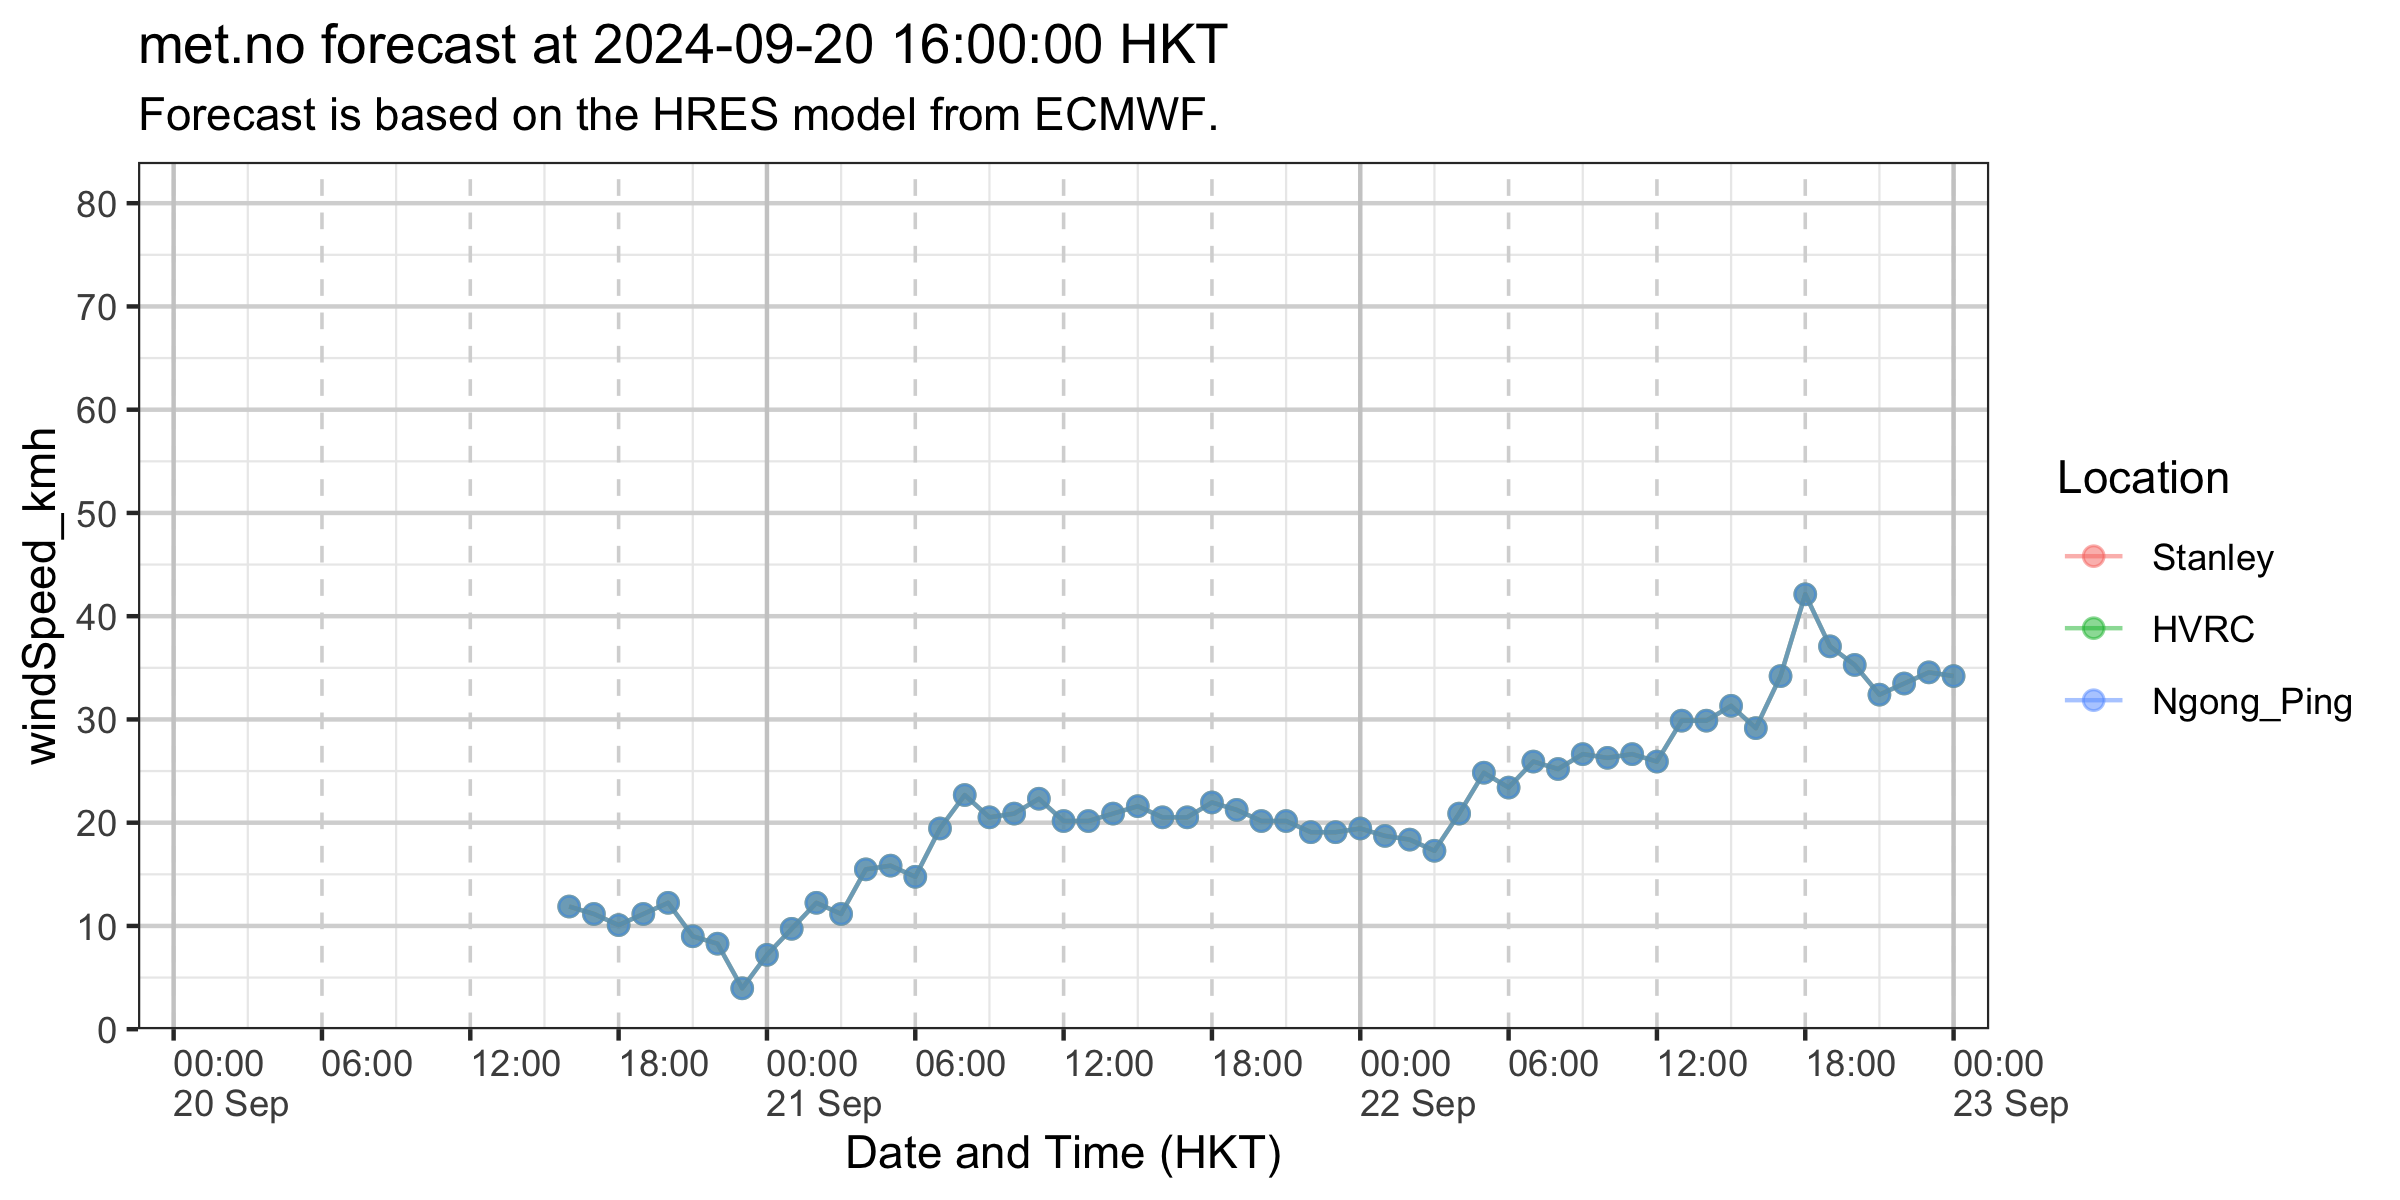 met.no forecast at 2024-09-20 16:00:00 HKT
Forecast is based on the HRES model from ECMWF.
windSpeed_kmh
80
70
60
50
40
30
20
10
0
00:00 06:00 12:00 18:00 00:00 06:00 12:00 18:00 00:00 06:00 12:00 18:00 00:00
20 Sep 21 Sep 22 Sep 23 Sep
Date and Time (HKT)
Location
Stanley
HVRC
Ngong_Ping